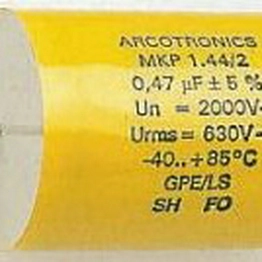 ARCOTRONICS
MKP 1.44/2
0,47 µF ± 5 %
Un = 2000V-
Urms = 630V~
-40..+85°C
GPE/LS
SH FO